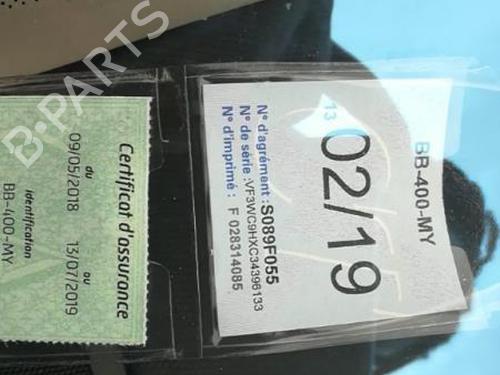 B-PARTS
Certificat d'assurance
du au
09/05/2018 13/07/2019
identification
BB-400-MY
BB-400-MY
13
02/19
N° d'agrément : S089F055
N° de série : VF3WC9HXC34396133
N° d'imprimé : F 028314085